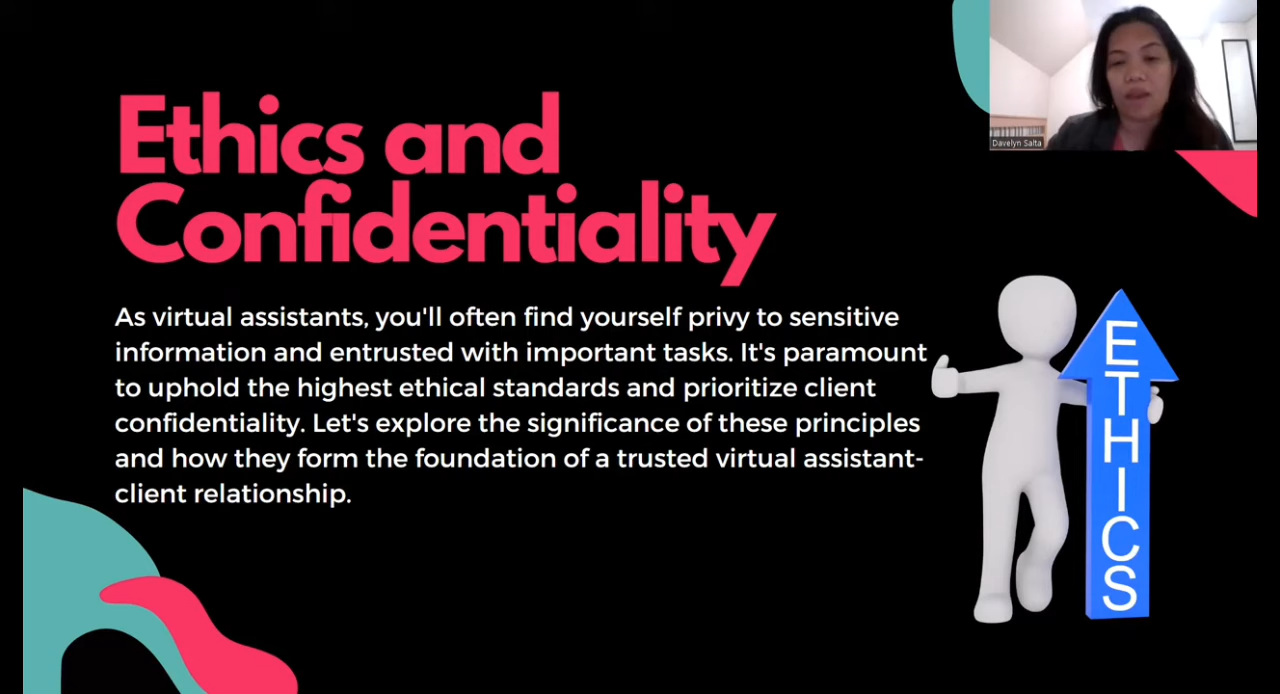 Ethics and
Confidentiality
As virtual assistants, you'll often find yourself privy to sensitive
information and entrusted with important tasks. It's paramount
to uphold the highest ethical standards and prioritize client
confidentiality. Let's explore the significance of these principles
and how they form the foundation of a trusted virtual assistant-
client relationship.
Davelyn Salta
ETHICS